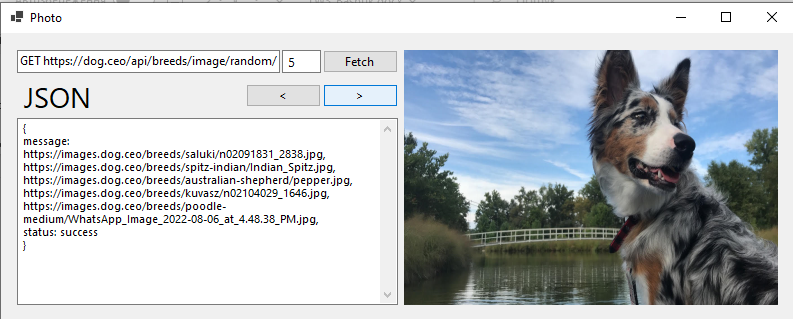 Photo
GET https://dog.ceo/api/breeds/image/random/ 5 Fetch
JSON < >
{
message:
https://images.dog.ceo/breeds/saluki/n02091831_2838.jpg,
https://images.dog.ceo/breeds/spitz-indian/Indian_Spitz.jpg,
https://images.dog.ceo/breeds/australian-shepherd/pepper.jpg,
https://images.dog.ceo/breeds/kuvasz/n02104029_1646.jpg,
https://images.dog.ceo/breeds/poodle-
medium/WhatsApp_Image_2022-08-06_at_4.48.38_PM.jpg,
status: success
}